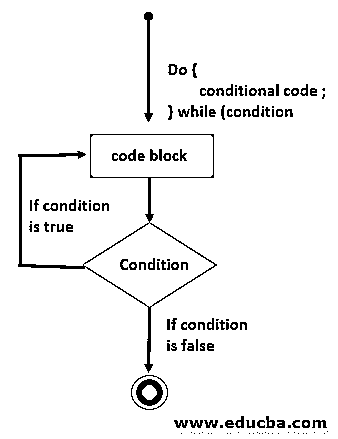 Do {
conditional code ;
} while (condition
code block
If condition
is true
Condition
If condition
is false
www.educba.com